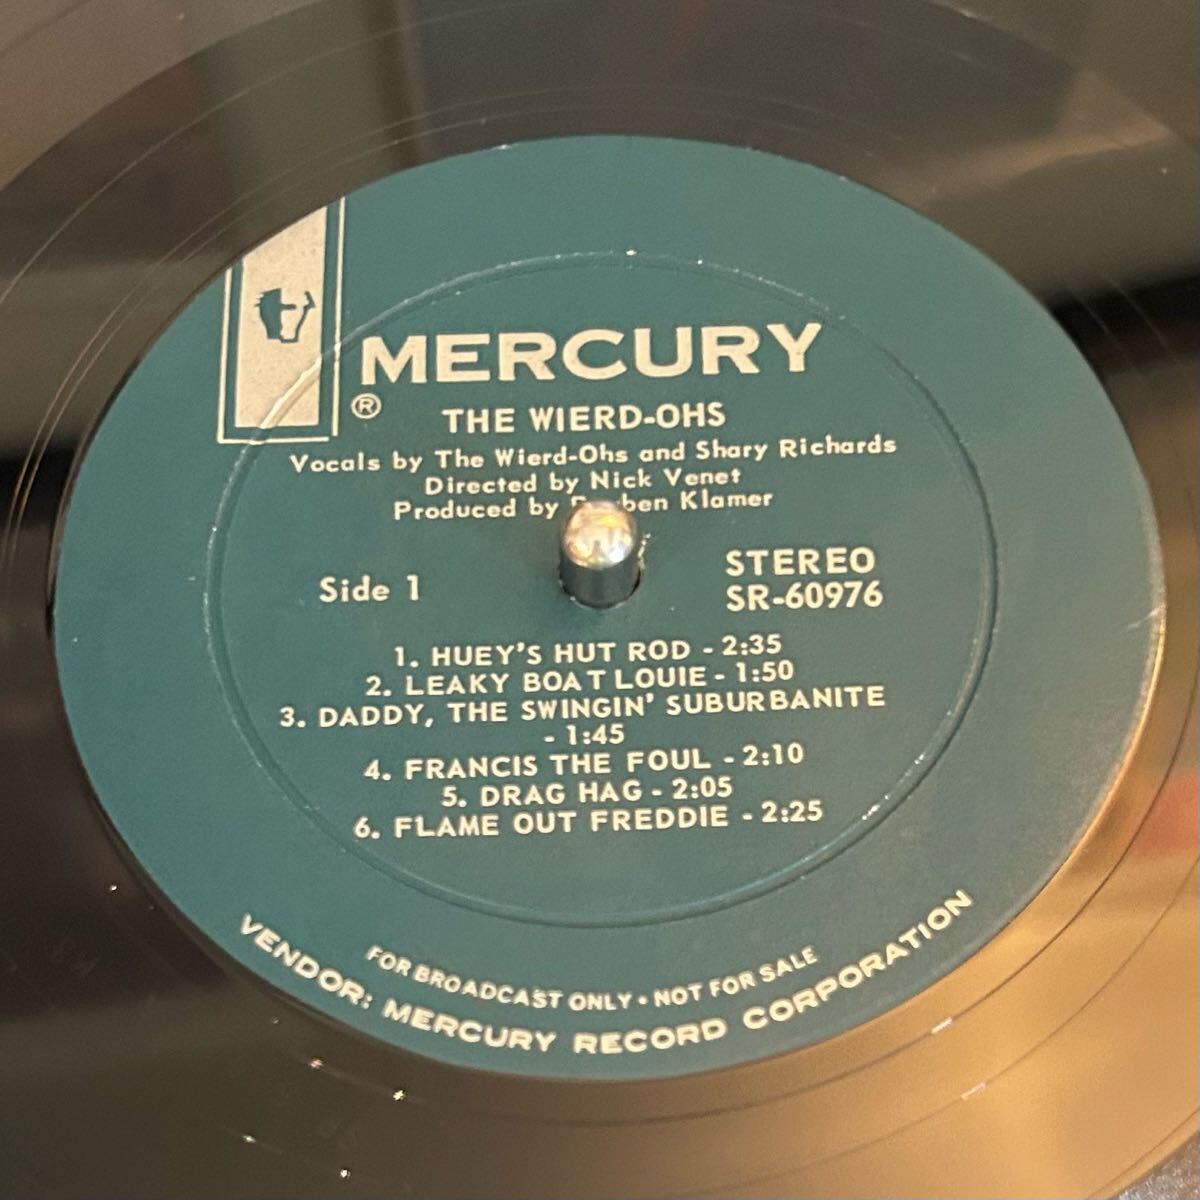 MERCURY
®
THE WIERD-OHS
Vocals by The Wierd-Ohs and Shary Richards
Directed by Nick Venet
Produced by Klamer
Side 1
STEREO
SR-60976
1. HUEY'S HUT ROD - 2:35
2. LEAKY BOAT LOUIE - 1:50
3. DADDY, THE SWINGIN' SUBURBANITE
- 1:45
4. FRANCIS THE FOUL - 2:10
5. DRAG HAG - 2:05
6. FLAME OUT FREDDIE - 2:25
FOR BROADCAST ONLY • NOT FOR SALE
VENDOR: MERCURY RECORD CORPORATION